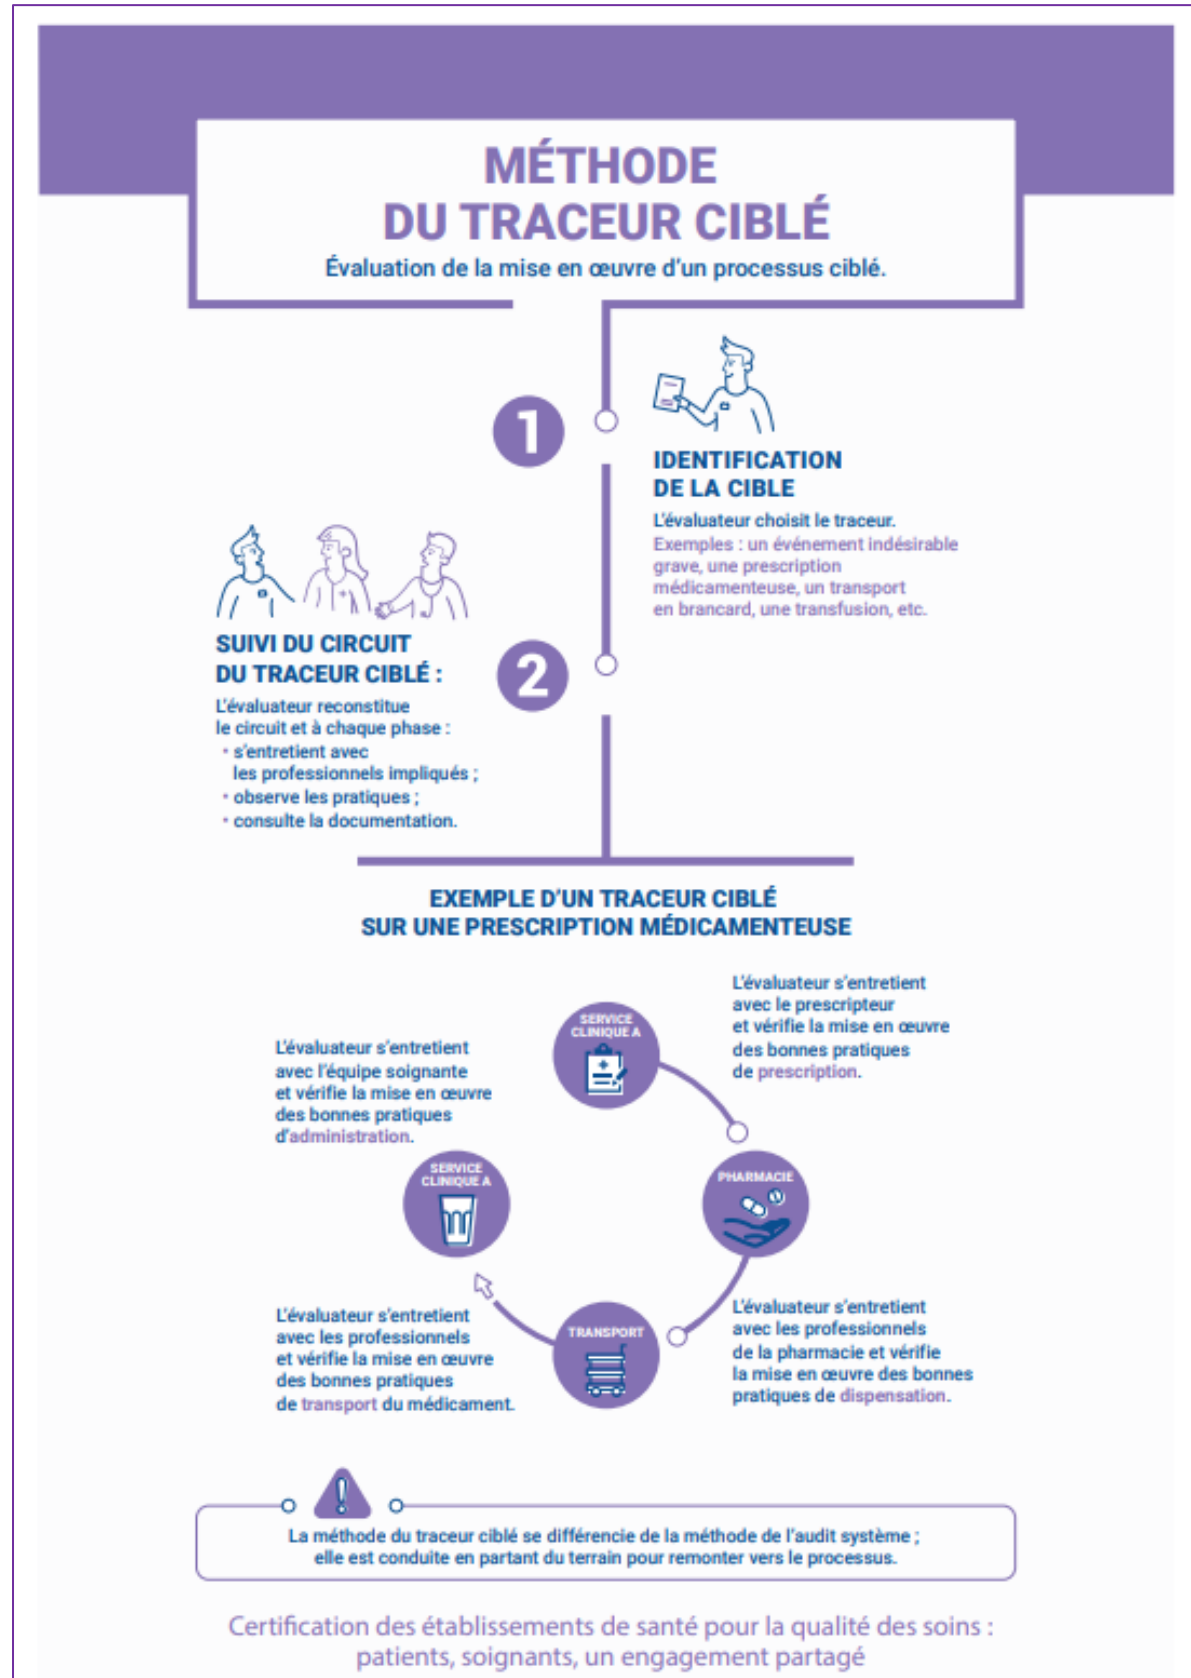 MÉTHODE
DU TRACEUR CIBLÉ
Évaluation de la mise en œuvre d'un processus ciblé.
1
IDENTIFICATION
DE LA CIBLE
L'évaluateur choisit le traceur.
Exemples : un événement indésirable
grave, une prescription
médicamenteuse, un transport
en brancard, une transfusion, etc.
2
SUIVI DU CIRCUIT
DU TRACEUR CIBLÉ :
L'évaluateur reconstitue
le circuit et à chaque phase :
• s'entretient avec
les professionnels impliqués ;
• observe les pratiques ;
• consulte la documentation.
EXEMPLE D'UN TRACEUR CIBLÉ
SUR UNE PRESCRIPTION MÉDICAMENTEUSE
SERVICE
CLINIQUE A
L'évaluateur s'entretient
avec le prescripteur
et vérifie la mise en œuvre
des bonnes pratiques
de prescription.
PHARMACIE
L'évaluateur s'entretient
avec les professionnels
de la pharmacie et vérifie
la mise en œuvre des bonnes
pratiques de dispensation.
TRANSPORT
L'évaluateur s'entretient
avec les professionnels
et vérifie la mise en œuvre
des bonnes pratiques
de transport du médicament.
SERVICE
CLINIQUE A
L'évaluateur s'entretient
avec l'équipe soignante
et vérifie la mise en œuvre
des bonnes pratiques
d'administration.
!
La méthode du traceur ciblé se différencie de la méthode de l'audit système ;
elle est conduite en partant du terrain pour remonter vers le processus.
Certification des établissements de santé pour la qualité des soins :
patients, soignants, un engagement partagé